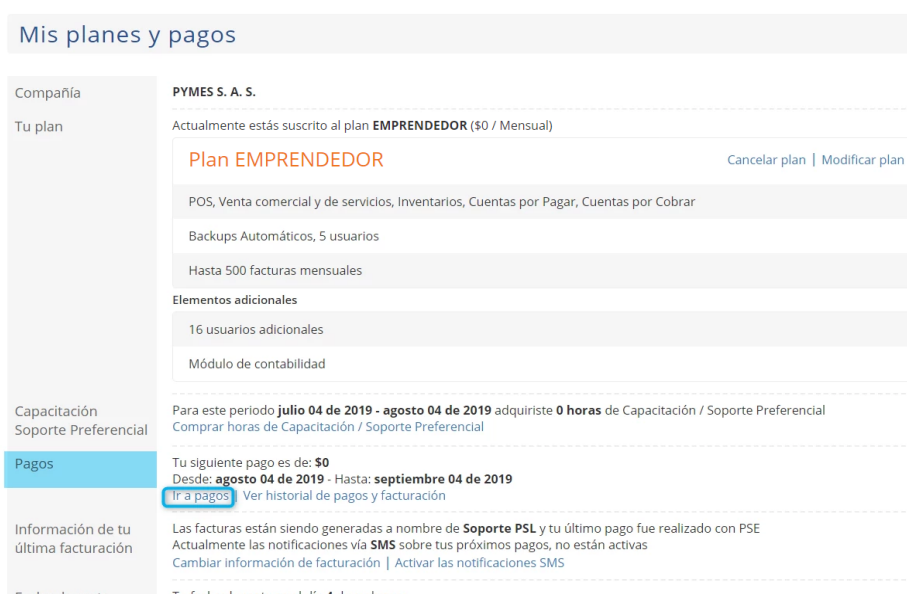 Mis planes y pagos
Compañía
PYMES S. A. S.
Tu plan
Actualmente estás suscrito al plan EMPRENDEDOR ($0 / Mensual)
Plan EMPRENDEDOR
Cancelar plan | Modificar plan
POS, Venta comercial y de servicios, Inventarios, Cuentas por Pagar, Cuentas por Cobrar
Backups Automáticos, 5 usuarios
Hasta 500 facturas mensuales
Elementos adicionales
16 usuarios adicionales
Módulo de contabilidad
Capacitación
Soporte Preferencial
Para este periodo julio 04 de 2019 - agosto 04 de 2019 adquiriste 0 horas de Capacitación / Soporte Preferencial
Comprar horas de Capacitación / Soporte Preferencial
Pagos
Tu siguiente pago es de: $0
Desde: agosto 04 de 2019 - Hasta: septiembre 04 de 2019
Ir a pagos | Ver historial de pagos y facturación
Información de tu
última facturación
Las facturas están siendo generadas a nombre de Soporte PSL y tu último pago fue realizado con PSE
Actualmente las notificaciones vía SMS sobre tus próximos pagos, no están activas
Cambiar información de facturación | Activar las notificaciones SMS